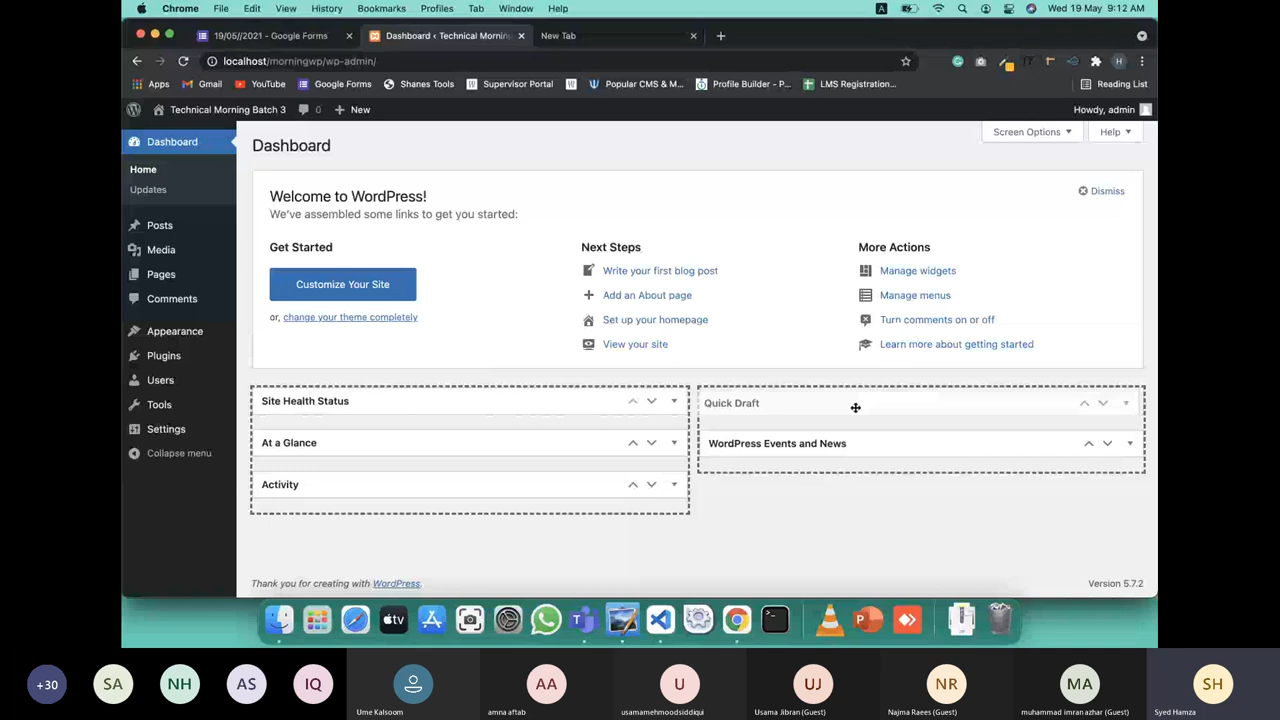 Chrome File Edit View History Bookmarks Profiles Tab Window Help A Wed 19 May 9:12 AM
19/05//2021 - Google Forms Dashboard ‹ Technical Mornin New Tab
localhost/morningwp/wp-admin/ H
Apps Gmail YouTube Google Forms Shanes Tools Supervisor Portal Popular CMS & M... Profile Builder - P... LMS Registration... Reading List
Technical Morning Batch 3 0 New Howdy, admin
Dashboard
Home
Updates
Posts
Media
Pages
Comments
Appearance
Plugins
Users
Tools
Settings
Collapse menu
Screen Options Help
Dashboard
Welcome to WordPress! Dismiss
We've assembled some links to get you started:
Get Started
Customize Your Site
or, change your theme completely
Next Steps
Write your first blog post
Add an About page
Set up your homepage
View your site
More Actions
Manage widgets
Manage menus
Turn comments on or off
Learn more about getting started
Site Health Status
At a Glance
Activity
Quick Draft
WordPress Events and News
Thank you for creating with WordPress. Version 5.7.2
tv P
+30 SA NH AS IQ AA U UJ NR MA SH
Ume Kalsoom amna aftab usamamehmoodsiddiqui Usama Jibran (Guest) Najma Raees (Guest) muhammad imran azhar (Guest) Syed Hamza